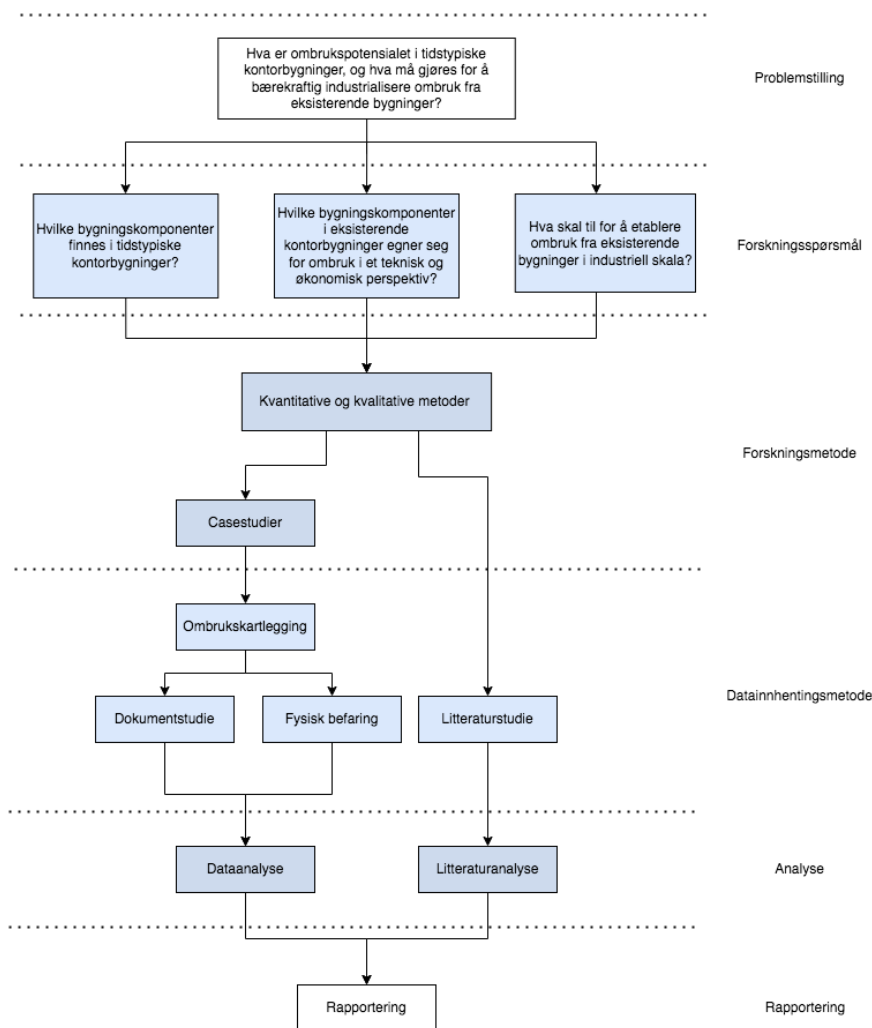 Hva er ombrukspotensialet i tidstypiske
kontorbygninger, og hva må gjøres for å
bærekraftig industrialisere ombruk fra
eksisterende bygninger?
Problemstilling
Hvilke bygningskomponenter
finnes i tidstypiske
kontorbygninger?
Hvilke bygningskomponenter
i eksisterende
kontorbygninger egner seg
for ombruk i et teknisk og
økonomisk perspektiv?
Hva skal til for å etablere
ombruk fra eksisterende
bygninger i industriell skala?
Forskningsspørsmål
Kvantitative og kvalitative metoder
Forskningsmetode
Casestudier
Ombrukskartlegging
Dokumentstudie
Fysisk befaring
Litteraturstudie
Datainnhentingsmetode
Dataanalyse
Litteraturanalyse
Analyse
Rapportering
Rapportering